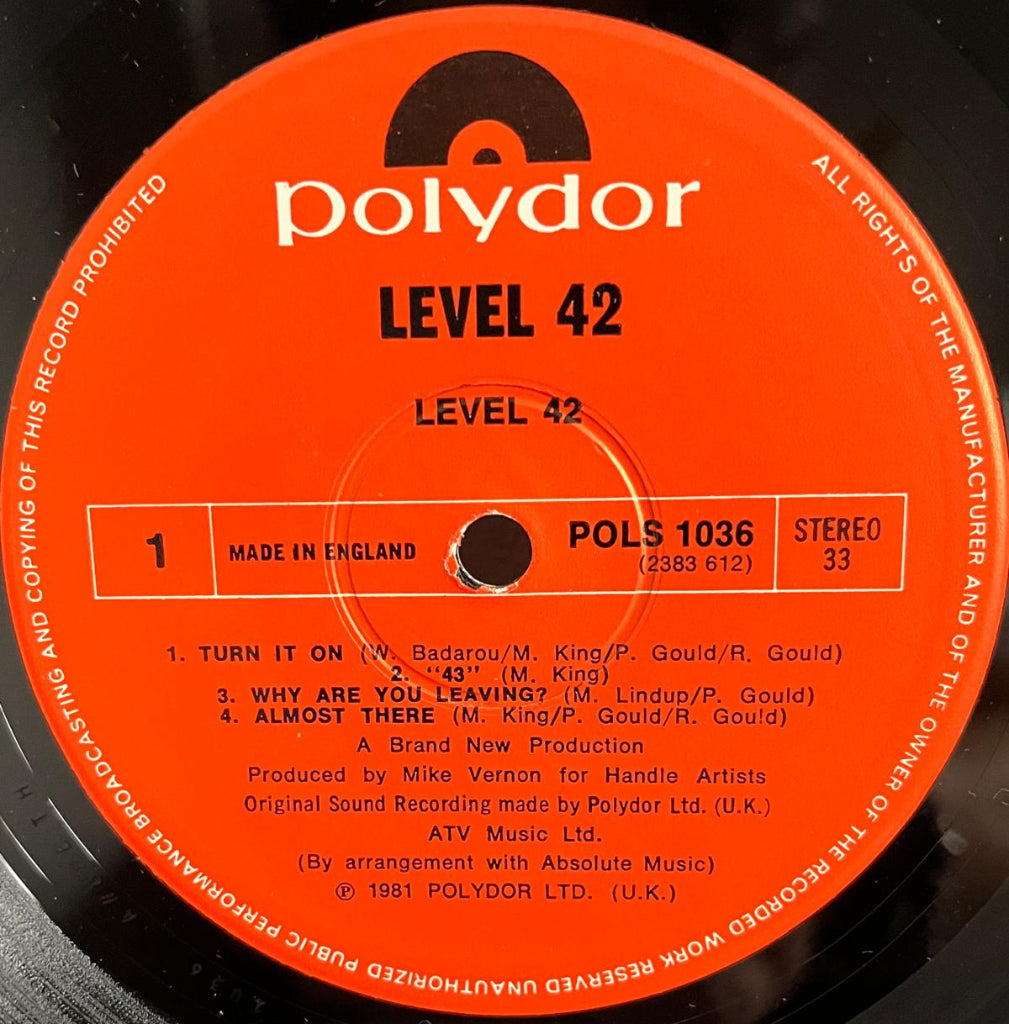 polydor
LEVEL 42
LEVEL 42
1
MADE IN ENGLAND
POLS 1036
(2383 612)
STEREO
33
1. TURN IT ON (W. Badarou/M. King/P. Gould/R. Gould)
2. "43" (M. King)
3. WHY ARE YOU LEAVING? (M. Lindup/P. Gould)
4. ALMOST THERE (M. King/P. Gould/R. Gould)
A Brand New Production
Produced by Mike Vernon for Handle Artists
Original Sound Recording made by Polydor Ltd. (U.K.)
ATV Music Ltd.
(By arrangement with Absolute Music)
℗ 1981 POLYDOR LTD. (U.K.)
ALL RIGHTS OF THE MANUFACTURER AND OF THE OWNER OF THE RECORDED WORK RESERVED UNAUTHORIZED PUBLIC PERFORMANCE BROADCASTING AND COPYING OF THIS RECORD PROHIBITED